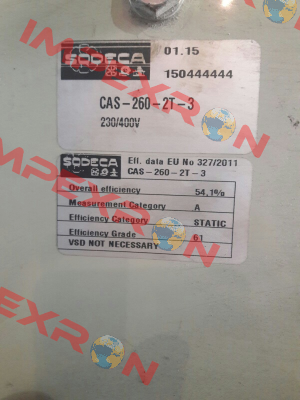 SODECA
01.15
150444444
CAS-260-2T-3
230/400V
SODECA
Eff. data EU No 327/2011
CAS-260-2T-3
Overall efficiency 54,1%
Measurement Category A
Efficiency Category STATIC
Efficiency Grade 61
VSD NOT NECESSARY
IMPEXRON
IMPEXRON
IMPEXRON